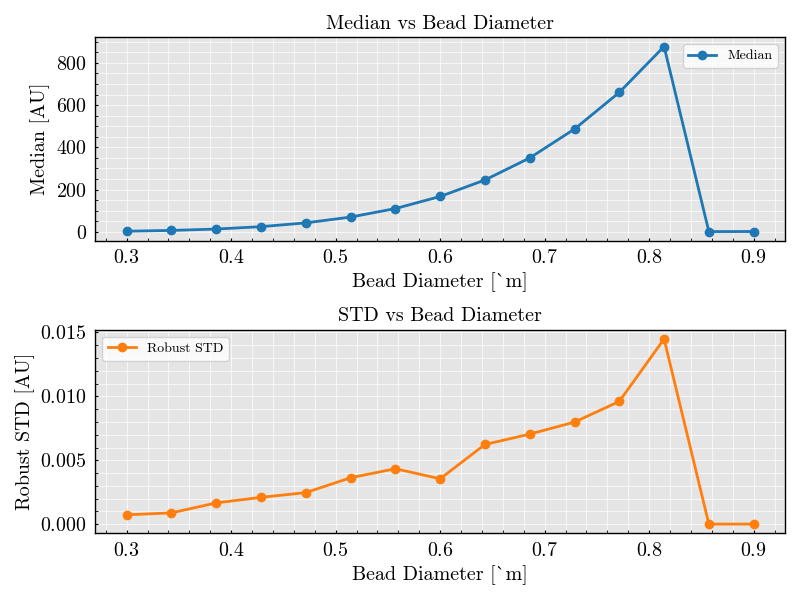 Median vs Bead Diameter
Median [AU]
800
600
400
200
0
Median
0.3 0.4 0.5 0.6 0.7 0.8 0.9
Bead Diameter [`m]
STD vs Bead Diameter
Robust STD [AU]
0.015
0.010
0.005
0.000
Robust STD
0.3 0.4 0.5 0.6 0.7 0.8 0.9
Bead Diameter [`m]